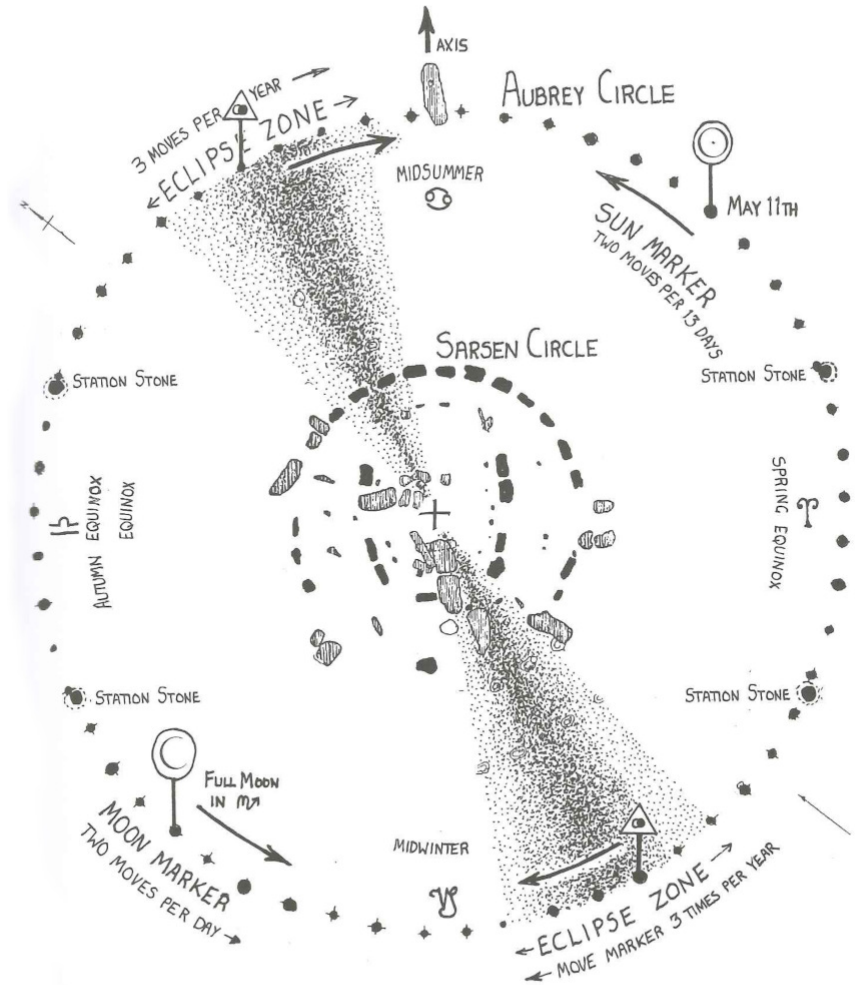 AXIS
AUBREY CIRCLE
3 MOVES PER YEAR →
← ECLIPSE ZONE →
MIDSUMMER
♋
MAY 11TH
SUN MARKER
TWO MOVES PER 13 DAYS
SARSEN CIRCLE
STATION STONE
STATION STONE
AUTUMN EQUINOX
EQUINOX
♎
SPRING EQUINOX
♈
STATION STONE
STATION STONE
FULL MOON
IN ♏
MOON MARKER
TWO MOVES PER DAY →
MIDWINTER
♑
← ECLIPSE ZONE →
← MOVE MARKER 3 TIMES PER YEAR